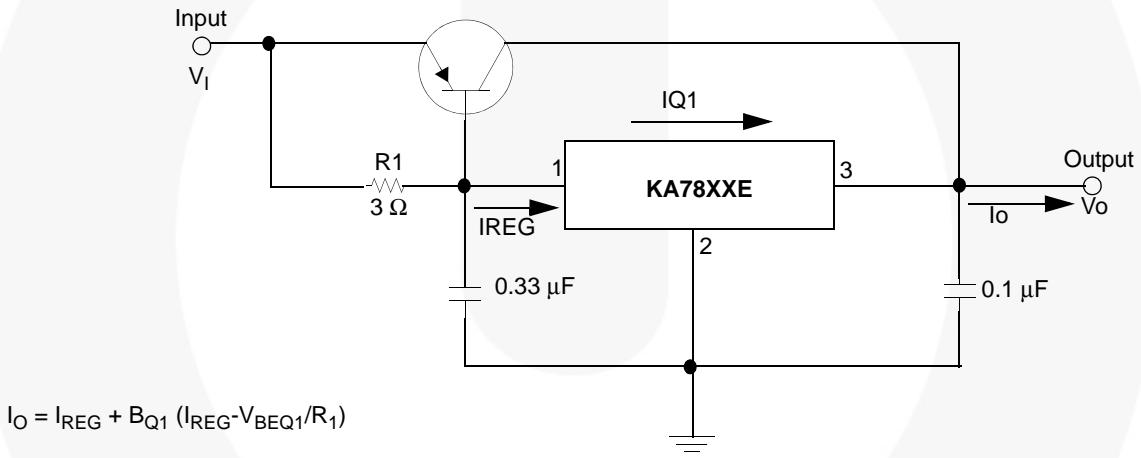 Input
V_I
IQ1
R1
3 Ω
1
KA78XXE
3
Output
IREG
Io
Vo
2
0.33 μF
0.1 μF
I_O = I_REG + B_Q1 (I_REG-V_BEQ1/R_1)